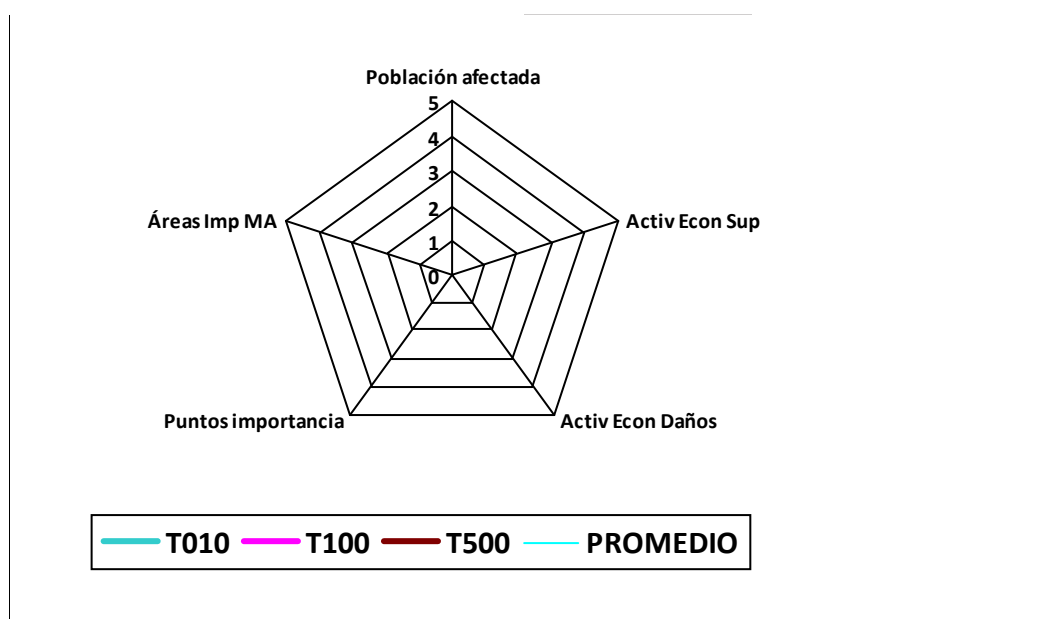 Población afectada
5
4
3
2
1
0
Áreas Imp MA
Activ Econ Sup
Puntos importancia
Activ Econ Daños
T010 T100 T500 PROMEDIO